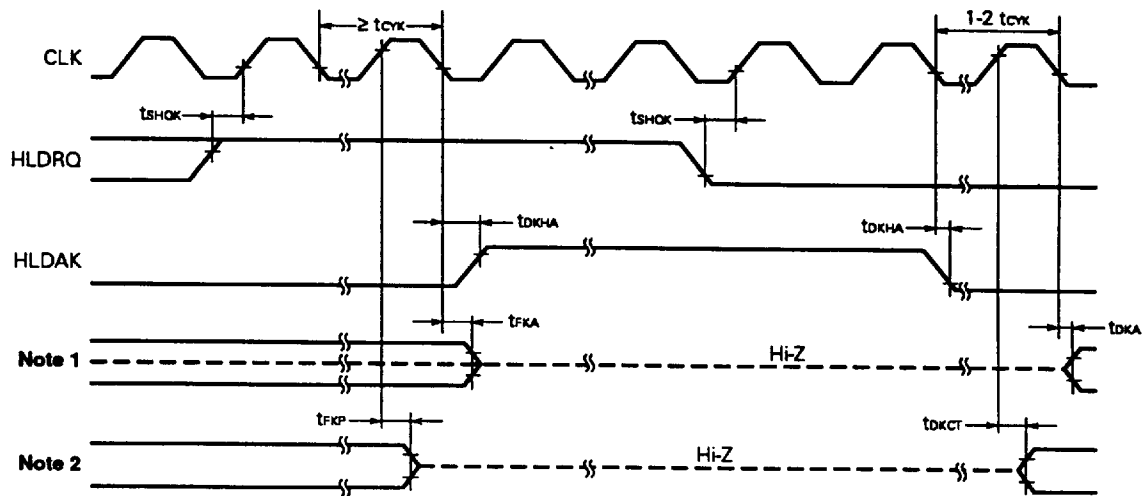 ≥ tCYK
1-2 tCYK
CLK
tSHQK
tSHQK
HLDRQ
tDKHA
tDKHA
HLDAK
tFKA
tDKA
Note 1
Hi-Z
tFKP
tDKCT
Note 2
Hi-Z